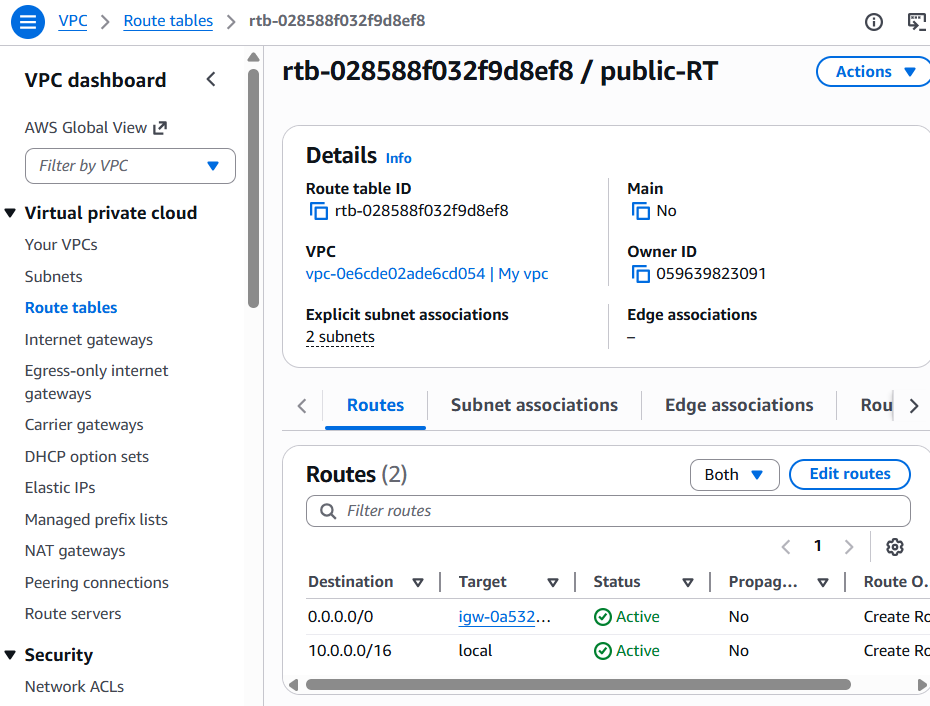 VPC > Route tables > rtb-028588f032f9d8ef8
VPC dashboard
AWS Global View
Filter by VPC
Virtual private cloud
Your VPCs
Subnets
Route tables
Internet gateways
Egress-only internet
gateways
Carrier gateways
DHCP option sets
Elastic IPs
Managed prefix lists
NAT gateways
Peering connections
Route servers
Security
Network ACLs
rtb-028588f032f9d8ef8 / public-RT
Actions
Details Info
Route table ID
rtb-028588f032f9d8ef8
Main
No
VPC
vpc-0e6cde02ade6cd054 | My vpc
Owner ID
059639823091
Explicit subnet associations
2 subnets
Edge associations
–
Routes Subnet associations Edge associations Rou
Routes (2) Both Edit routes
Filter routes
1
Destination Target Status Propag... Route O.
0.0.0.0/0 igw-0a532... Active No Create Ro
10.0.0.0/16 local Active No Create Ro